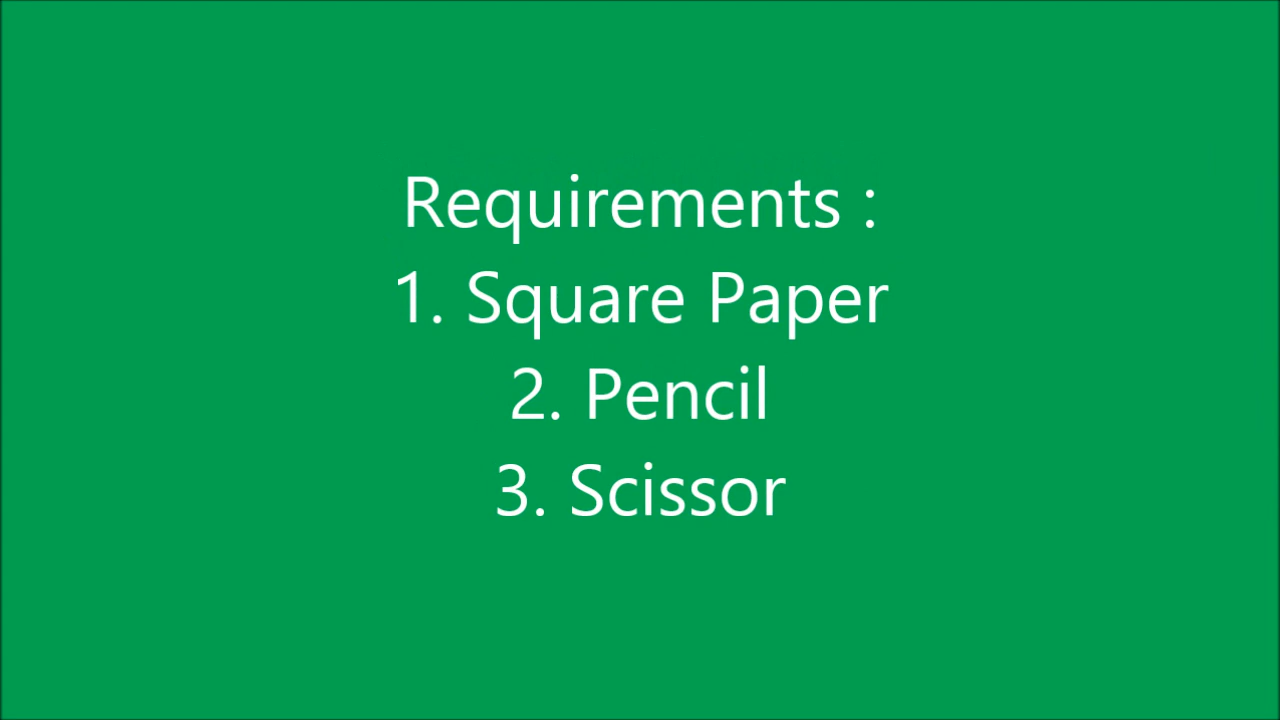 Requirements :
1. Square Paper
2. Pencil
3. Scissor